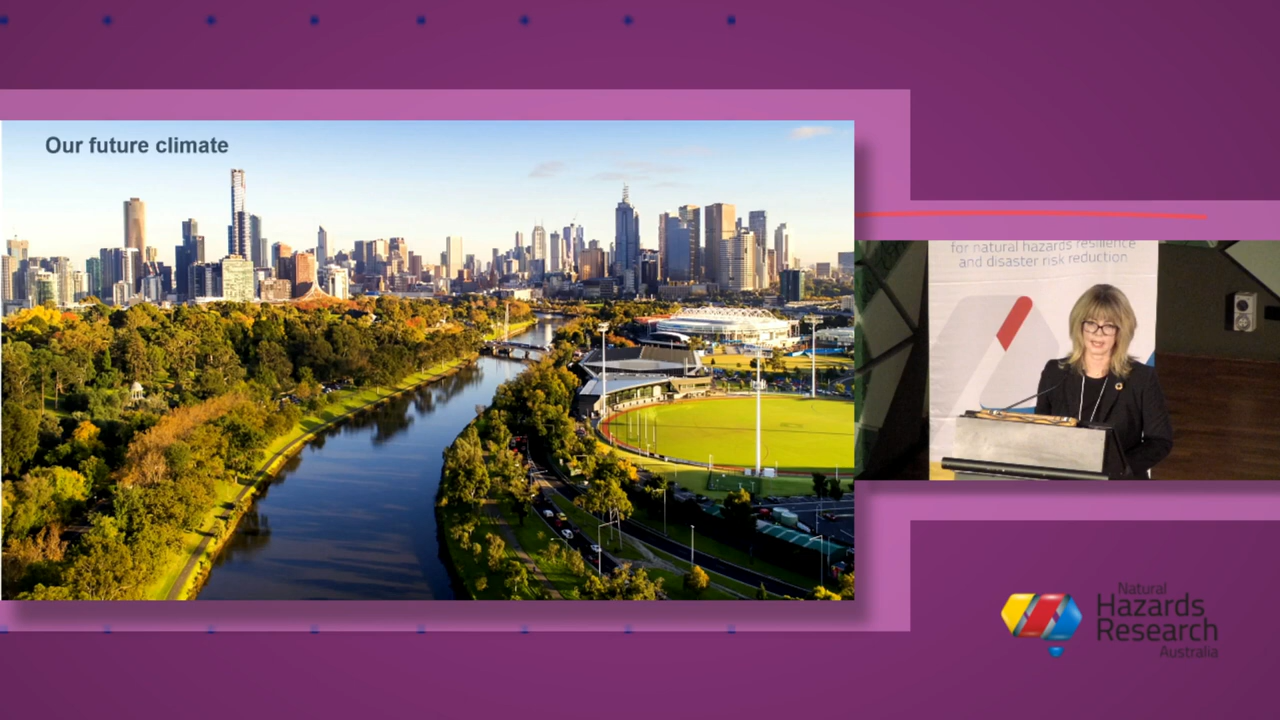 Our future climate
for natural hazards resilience
and disaster risk reduction
Natural
Hazards
Research
Australia